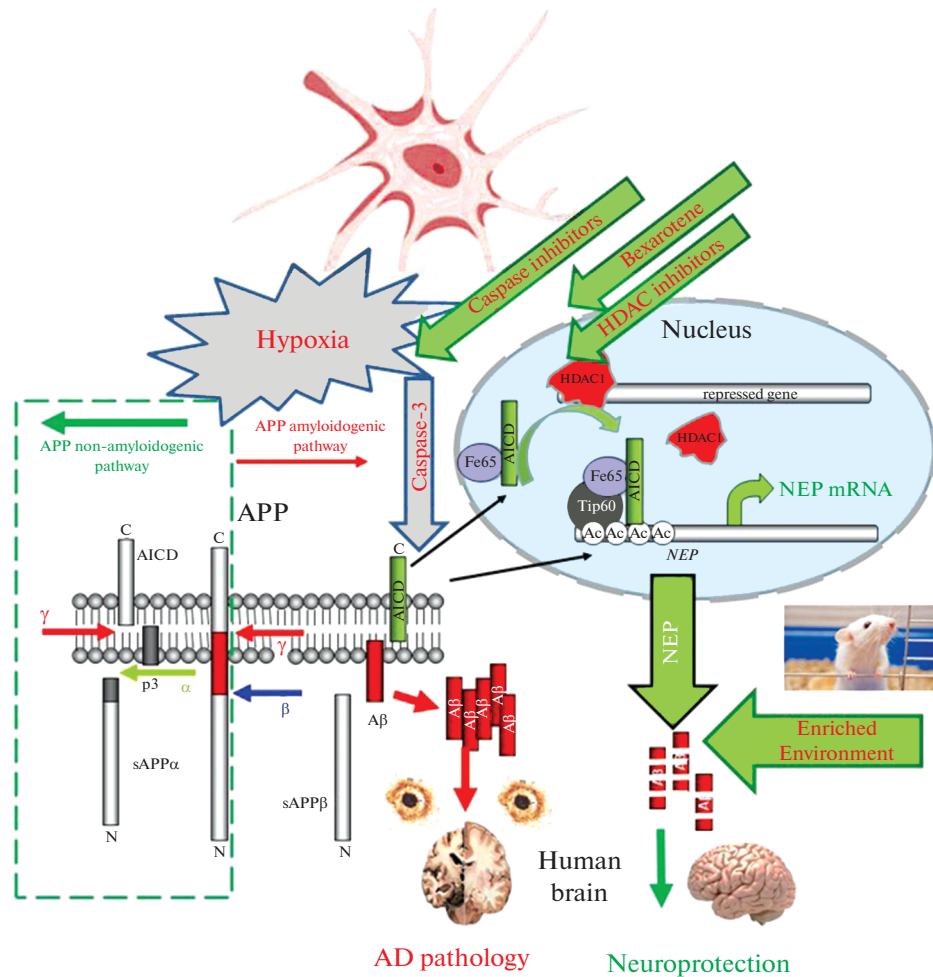 Caspase inhibitors
Bexarotene
HDAC inhibitors
Nucleus
Hypoxia
HDAC1
repressed gene
AICD
Fe65
HDAC1
APP non-amyloidogenic
pathway
APP amyloidogenic
pathway
Caspase-3
Fe65
AICD
Tip60
NEP mRNA
Ac
Ac
Ac
Ac
NEP
APP
C
AICD
C
C
AICD
γ
γ
p3
α
β
Aβ
sAPPα
sAPPβ
N
N
N
Aβ
Aβ
Aβ
Aβ
Aβ
NEP
Enriched
Environment
Aβ
Aβ
Aβ
Human
brain
AD pathology
Neuroprotection